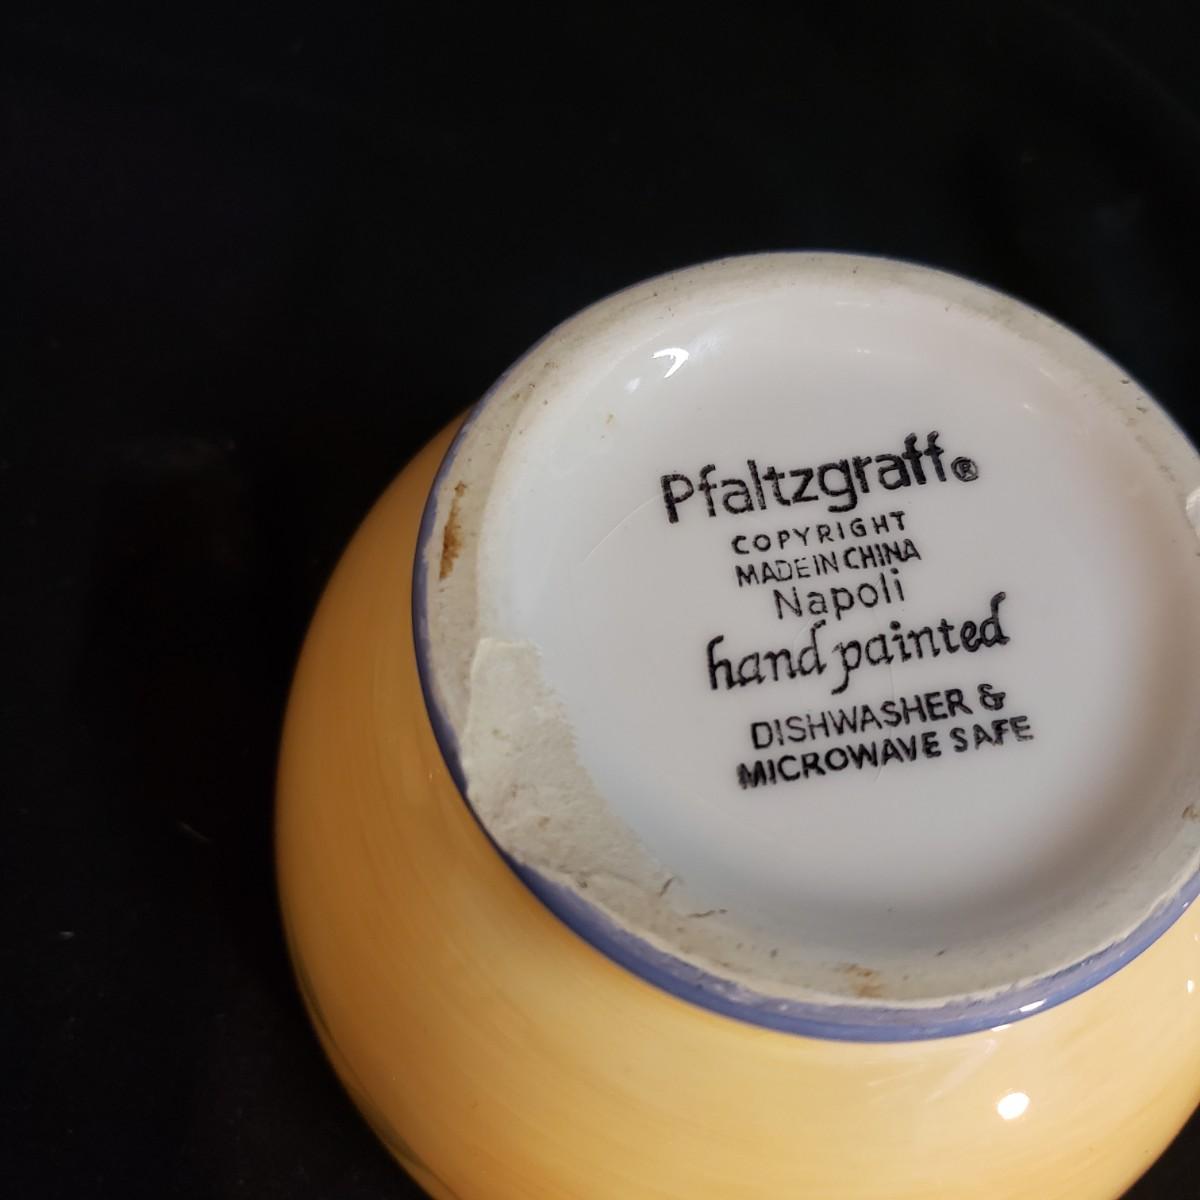 Pfaltzgraff®
COPYRIGHT
MADE IN CHINA
Napoli
hand painted
DISHWASHER &
MICROWAVE SAFE